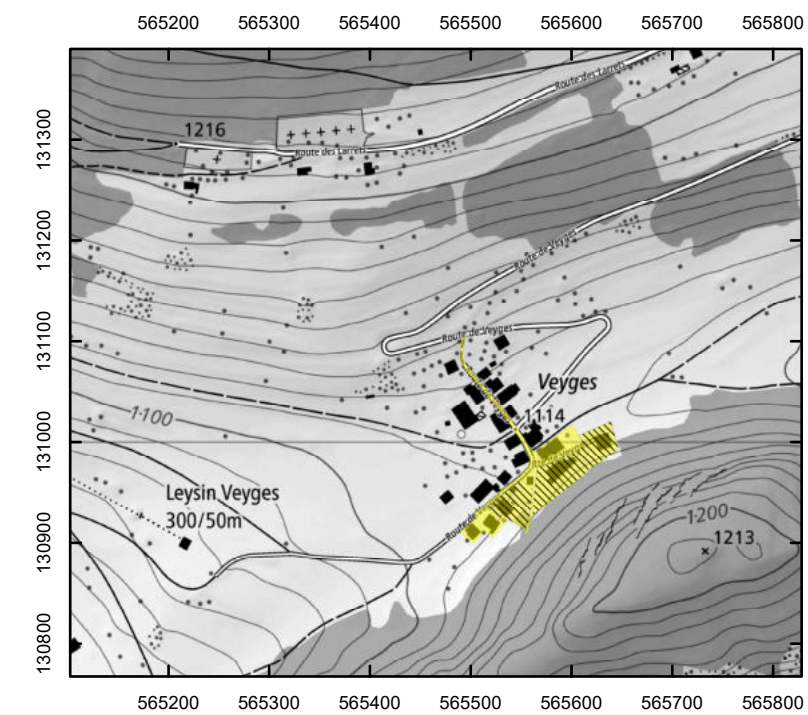 565200 565300 565400 565500 565600 565700 565800
131300
131200
131100
131000
130900
130800
Route des Larrets
1216
Route des Larrets
Route de Veyges
Route de Veyges
Veyges
1114
1100
Leysin Veyges
300/50m
Route de
1200
1213
565200 565300 565400 565500 565600 565700 565800